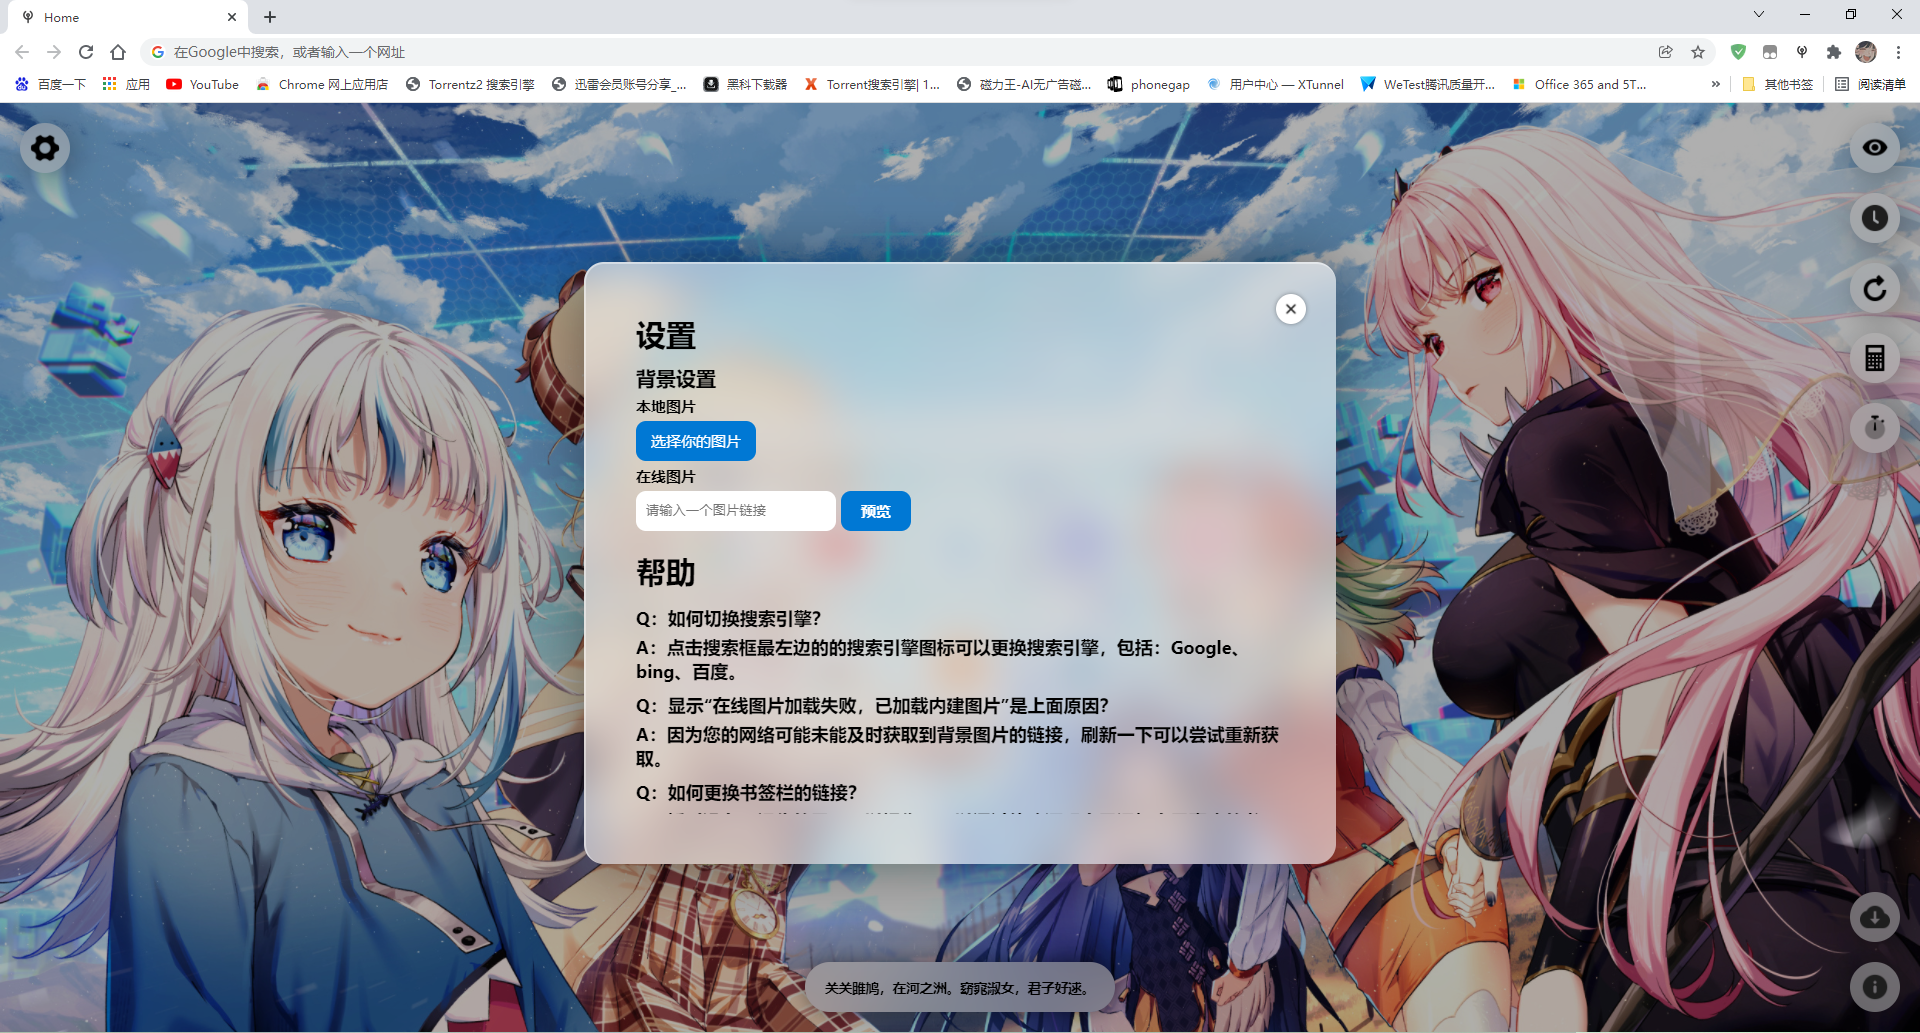 Home
在Google中搜索，或者输入一个网址
百度一下
应用
YouTube
Chrome 网上应用店
Torrentz2 搜索引擎
迅雷会员账号分享_...
黑科下载器
Torrent搜索引擎| 1...
磁力王-AI无广告磁...
phonegap
用户中心 — XTunnel
WeTest腾讯质量开...
Office 365 and 5T...
»
其他书签
阅读清单
设置
背景设置
本地图片
选择你的图片
在线图片
请输入一个图片链接
预览
帮助
Q：如何切换搜索引擎？
A：点击搜索框最左边的的搜索引擎图标可以更换搜索引擎，包括：Google、
bing、百度。
Q：显示“在线图片加载失败，已加载内建图片”是上面原因？
A：因为您的网络可能未能及时获取到背景图片的链接，刷新一下可以尝试重新获
取。
Q：如何更换书签栏的链接？
关关雎鸠，在河之洲。窈窕淑女，君子好逑。